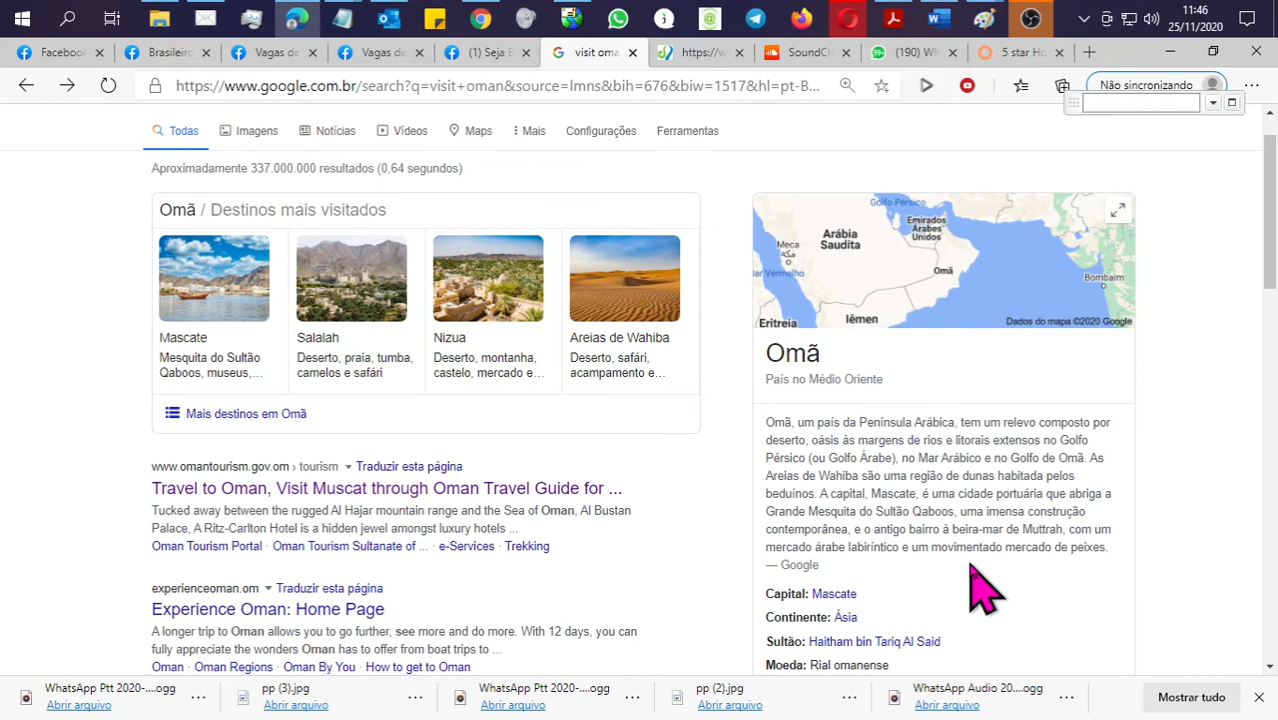 11:46
25/11/2020
Facebook
Brasileiro
Vagas de
Vagas de
(1) Seja E
visit oma
https://w
SoundClo
(190) Wh
5 star Ho
https://www.google.com.br/search?q=visit+oman&source=lmns&bih=676&biw=1517&hl=pt-B...
Não sincronizando
Todas
Imagens
Notícias
Vídeos
Maps
Mais
Configurações
Ferramentas
Aproximadamente 337.000.000 resultados (0,64 segundos)
Omã / Destinos mais visitados
Mascate
Mesquita do Sultão
Qaboos, museus,...
Salalah
Deserto, praia, tumba,
camelos e safári
Nizua
Deserto, montanha,
castelo, mercado e...
Areias de Wahiba
Deserto, safári,
acampamento e...
Mais destinos em Omã
www.omantourism.gov.om › tourism ▾ Traduzir esta página
Travel to Oman, Visit Muscat through Oman Travel Guide for ...
Tucked away between the rugged Al Hajar mountain range and the Sea of Oman, Al Bustan
Palace, A Ritz-Carlton Hotel is a hidden jewel amongst luxury hotels ...
Oman Tourism Portal · Oman Tourism Sultanate of ... · e-Services · Trekking
experienceoman.om ▾ Traduzir esta página
Experience Oman: Home Page
A longer trip to Oman allows you to go further, see more and do more. With 12 days, you can
fully appreciate the wonders Oman has to offer from boat trips to ...
Oman · Oman Regions · Oman By You · How to get to Oman
Golfo Pérsico
Emirados
Árabes
Unidos
Arábia
Saudita
Meca
Mar Vermelho
Omã
Bombaim
Eritreia
Iêmen
Dados do mapa ©2020 Google
Omã
País no Médio Oriente
Omã, um país da Península Arábica, tem um relevo composto por
deserto, oásis às margens de rios e litorais extensos no Golfo
Pérsico (ou Golfo Árabe), no Mar Arábico e no Golfo de Omã. As
Areias de Wahiba são uma região de dunas habitada pelos
beduínos. A capital, Mascate, é uma cidade portuária que abriga a
Grande Mesquita do Sultão Qaboos, uma imensa construção
contemporânea, e o antigo bairro à beira-mar de Muttrah, com um
mercado árabe labiríntico e um movimentado mercado de peixes.
— Google
Capital: Mascate
Continente: Ásia
Sultão: Haitham bin Tariq Al Said
Moeda: Rial omanense
WhatsApp Ptt 2020-....ogg
Abrir arquivo
pp (3).jpg
Abrir arquivo
WhatsApp Ptt 2020-....ogg
Abrir arquivo
pp (2).jpg
Abrir arquivo
WhatsApp Audio 20....ogg
Abrir arquivo
Mostrar tudo